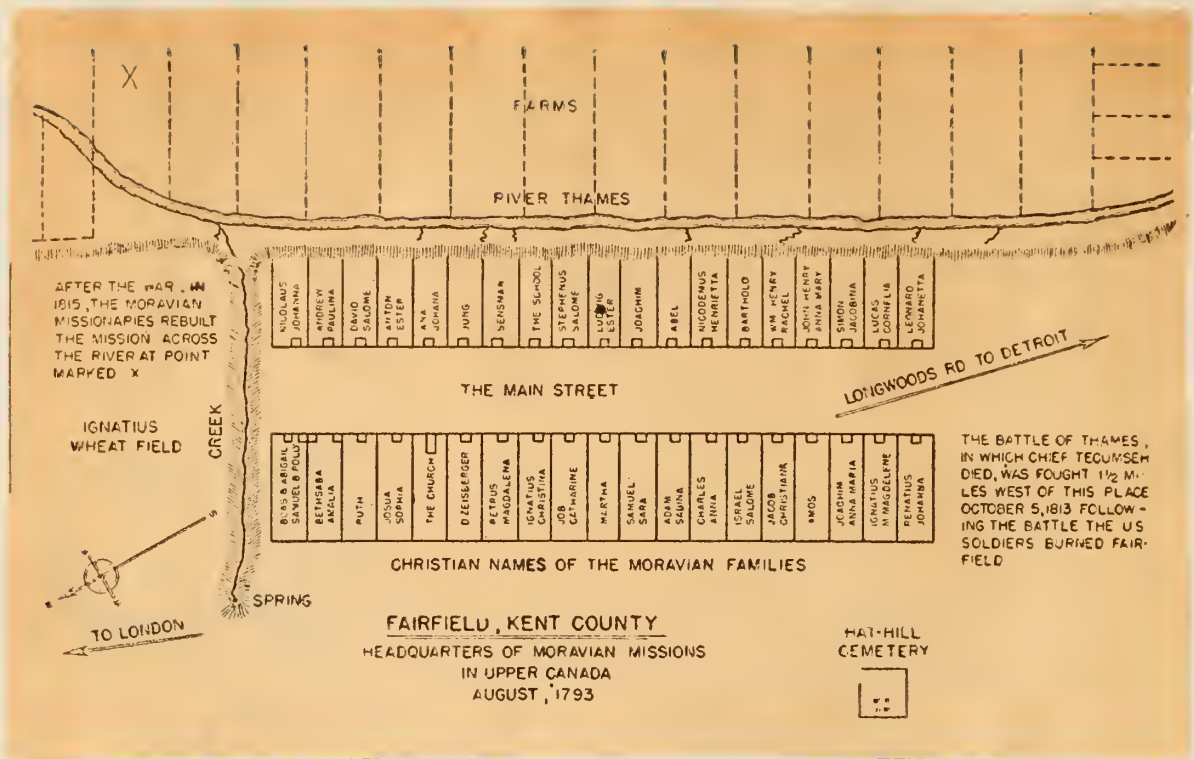 X
FARMS
RIVER THAMES
AFTER THE WAR, IN
1815, THE MORAVIAN
MISSIONARIES REBUILT
THE MISSION ACROSS
THE RIVER AT POINT
MARKED X
NICOLAUS
JOHANNA
ANDREW
PAULINA
DAVID
SALOME
ANTON
ESTER
ANA
JOHANA
JUNG
SENSMAN
THE SCHOOL
STEPHENUS
SALOME
LUDWIG
ESTER
JOACHIM
ABEL
NICODEMUS
HENRIETTA
BARTHOLO
WM HENRY
RACHEL
JOHN HENRY
ANNA MARY
SIMON
JACOBINA
LUCAS
CORNELIA
LEONARD
JOHANETTA
THE MAIN STREET
LONGWOODS RD TO DETROIT
IGNATIUS
WHEAT FIELD
CREEK
BOAS & ABIGAIL
SAMUEL & POLLY
BETHSABA
AMALIA
RUTH
JOSUA
SOPHIA
THE CHURCH
D ZEISBERGER
PETRUS
MAGDALENA
IGNATIUS
CHRISTINA
JOB
CATHARINE
MARTHA
SAMUEL
SARA
ADAM
SABINA
CHARLES
ANNA
ISRAEL
SALOME
JACOB
CHRISTIANA
AMOS
JOACHIM
ANNA MARIA
IGNATIUS
M MAGDELENE
RENATIUS
JOHANNA
THE BATTLE OF THAMES,
IN WHICH CHIEF TECUMSEH
DIED, WAS FOUGHT 1½ MI-
LES WEST OF THIS PLACE
OCTOBER 5, 1813 FOLLOW-
ING THE BATTLE THE US
SOLDIERS BURNED FAIR-
FIELD
CHRISTIAN NAMES OF THE MORAVIAN FAMILIES
S
SPRING
TO LONDON
FAIRFIELD, KENT COUNTY
HEADQUARTERS OF MORAVIAN MISSIONS
IN UPPER CANADA
AUGUST, 1793
HAT-HILL
CEMETERY